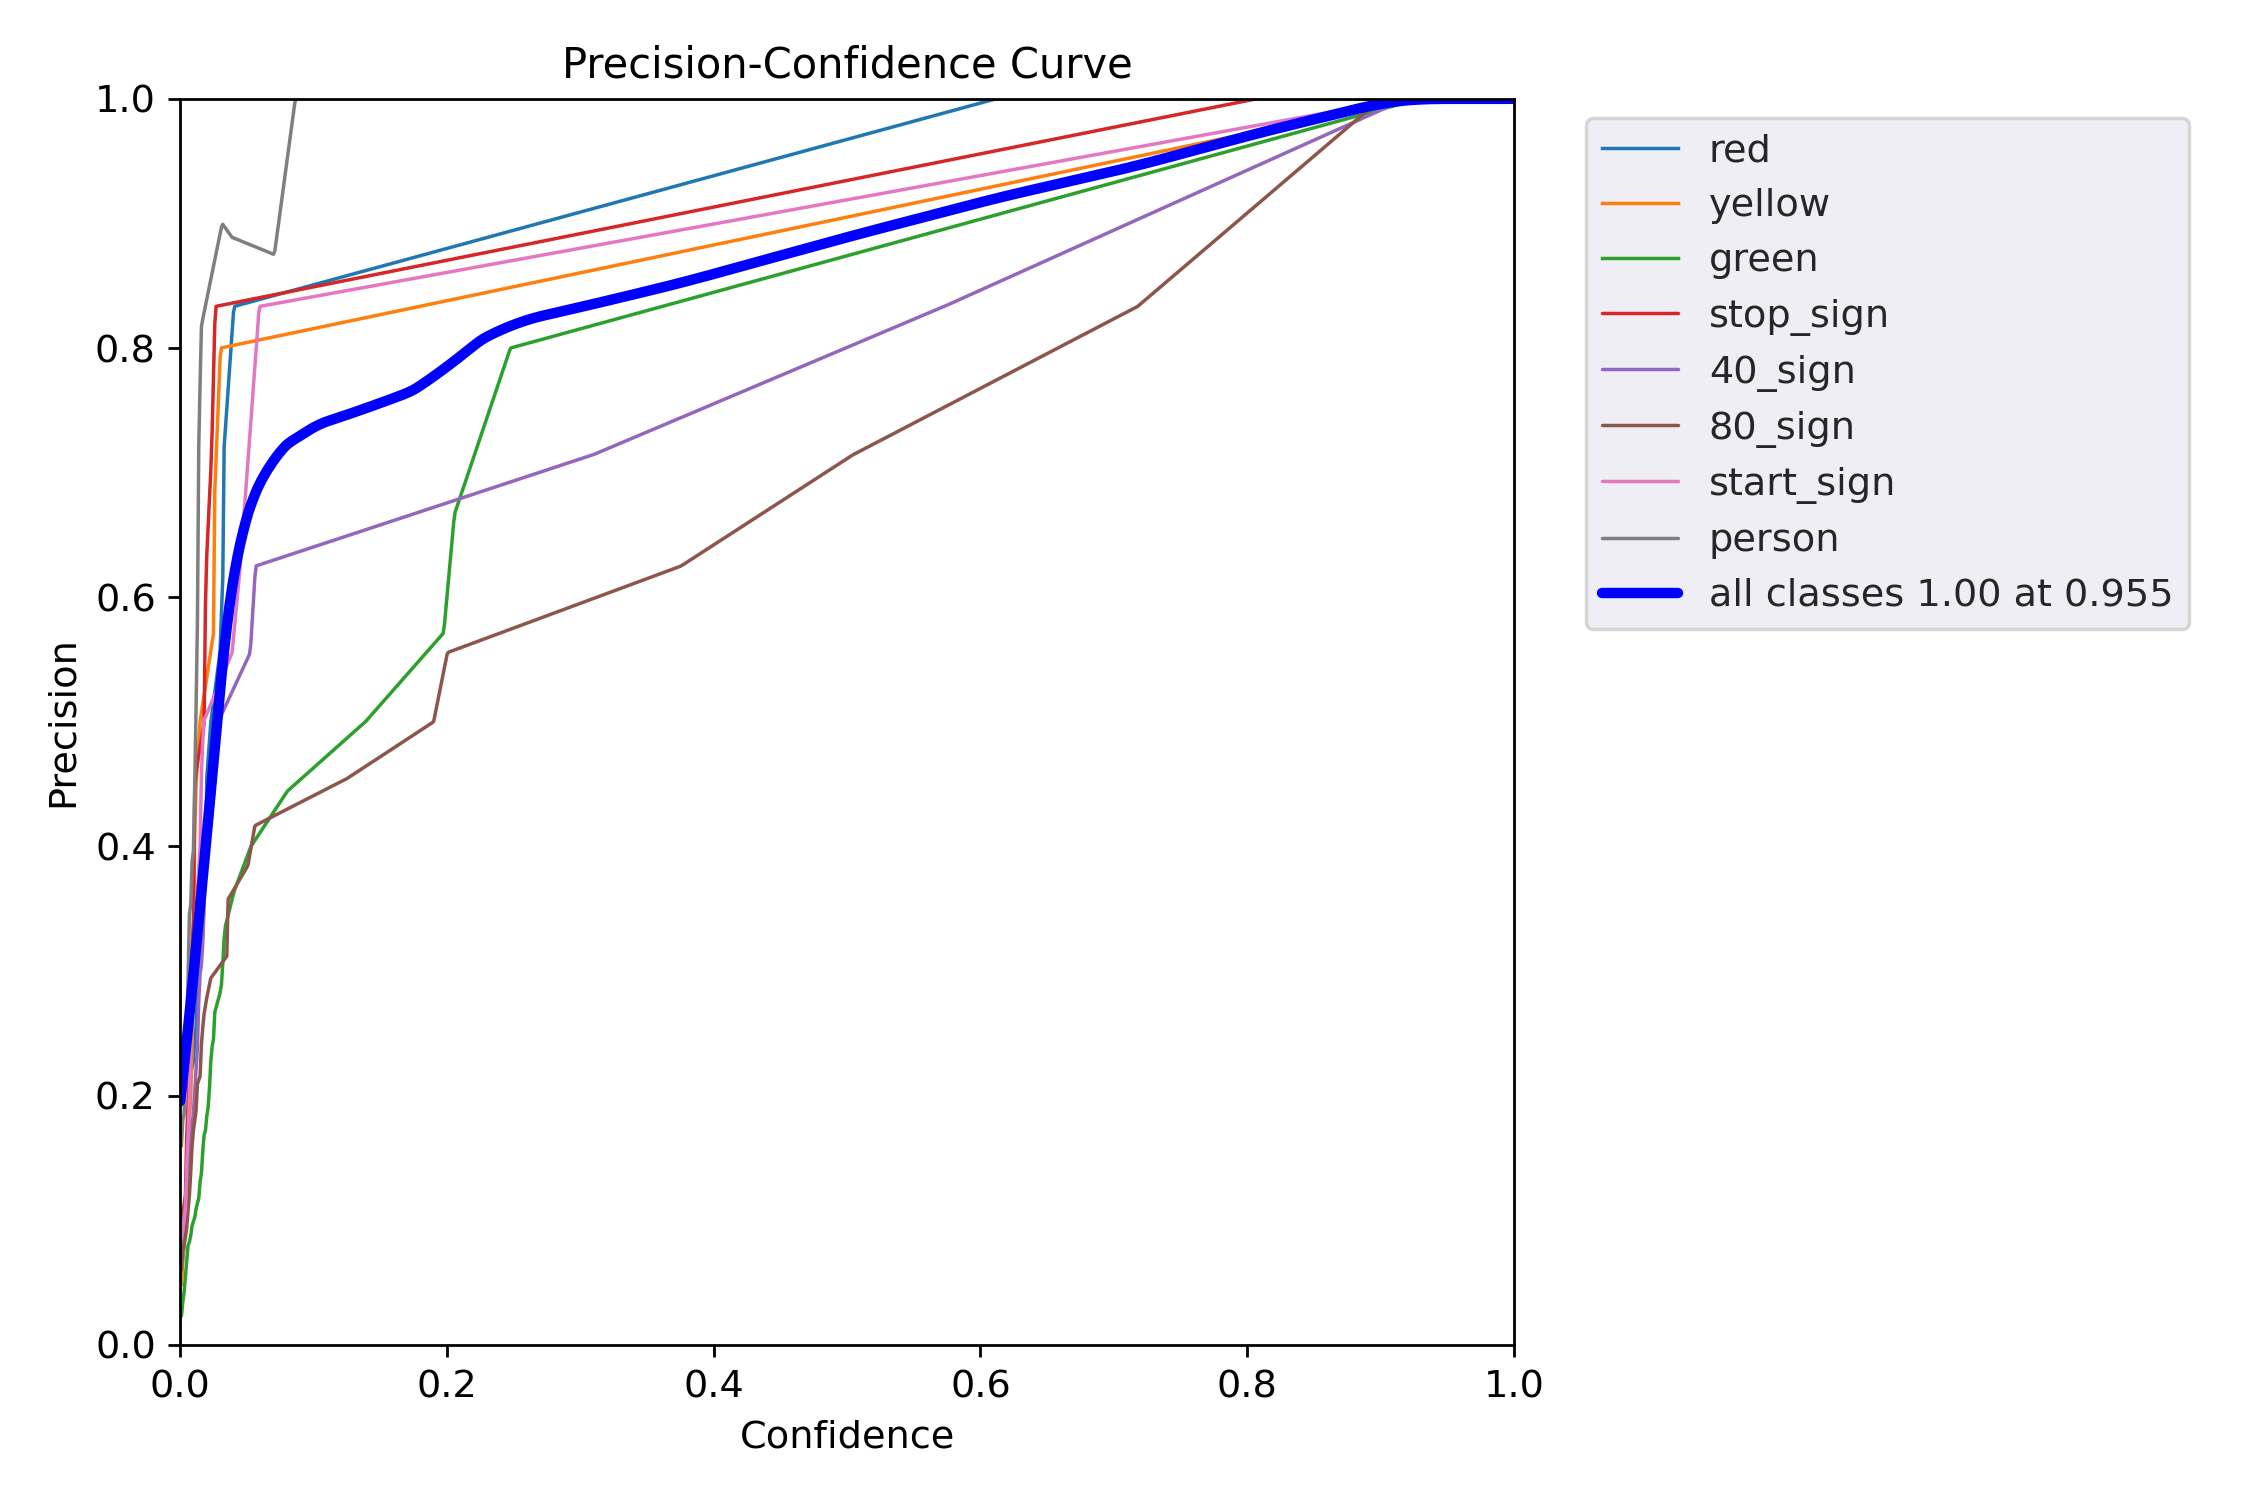 Precision-Confidence Curve
1.0
0.8
0.6
0.4
0.2
0.0
Precision
0.0 0.2 0.4 0.6 0.8 1.0
Confidence
red
yellow
green
stop_sign
40_sign
80_sign
start_sign
person
all classes 1.00 at 0.955